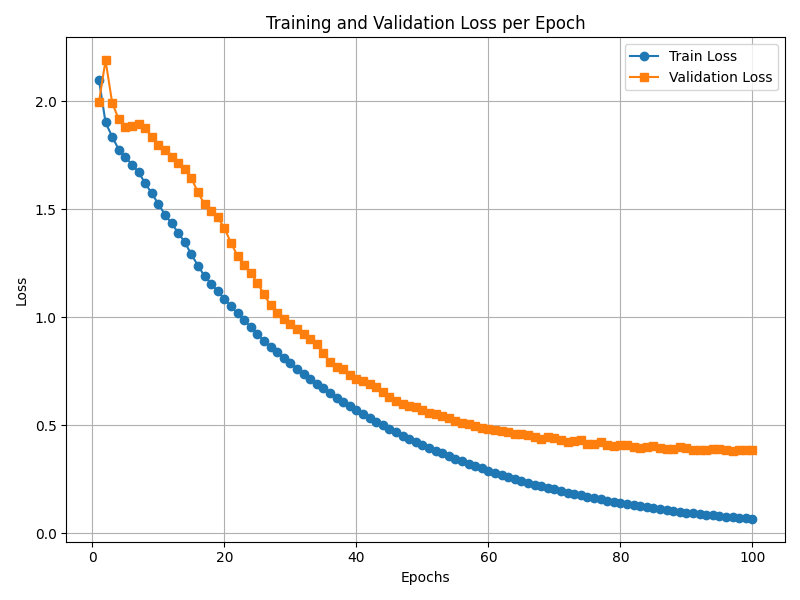 Training and Validation Loss per Epoch
Train Loss
Validation Loss
2.0
1.5
1.0
0.5
0.0
Loss
0 20 40 60 80 100
Epochs